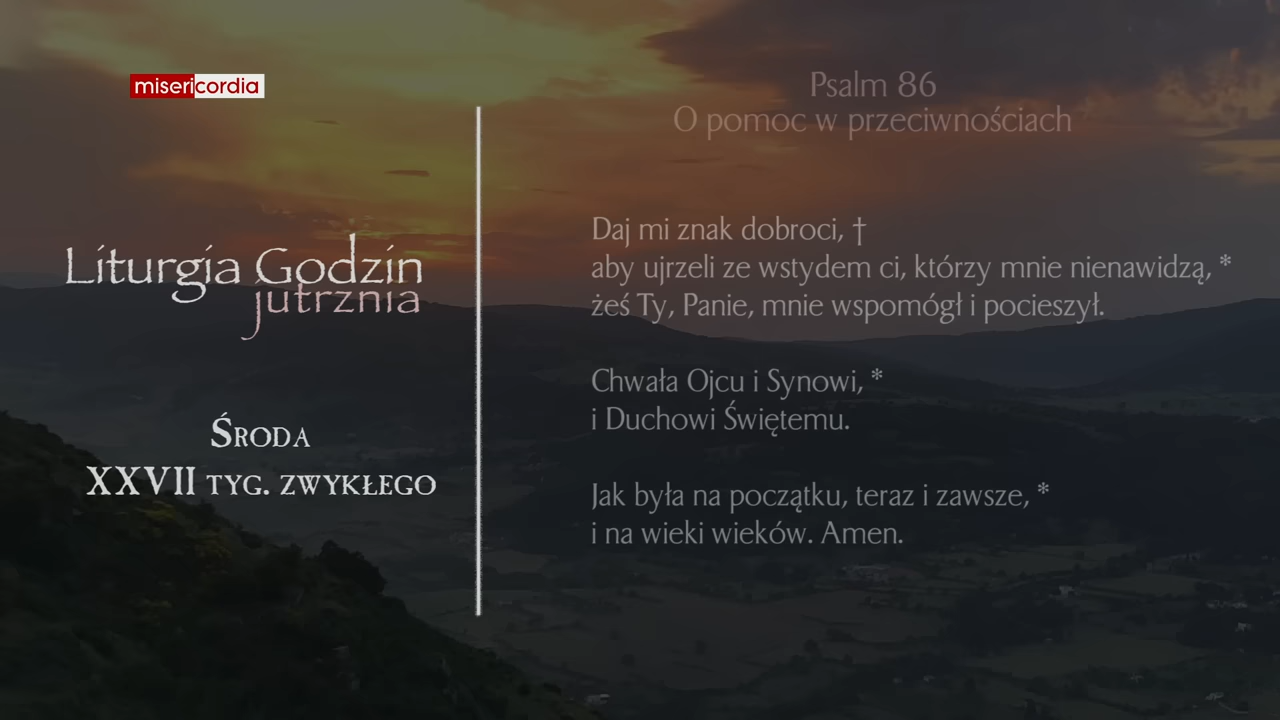 misericordia
Liturgia Godzin
jutrznia
Środa
XXVII tyg. zwykłego
Psalm 86
O pomoc w przeciwnościach
Daj mi znak dobroci, †
aby ujrzeli ze wstydem ci, którzy mnie nienawidzą, *
żeś Ty, Panie, mnie wspomógł i pocieszył.
Chwała Ojcu i Synowi, *
i Duchowi Świętemu.
Jak była na początku, teraz i zawsze, *
i na wieki wieków. Amen.